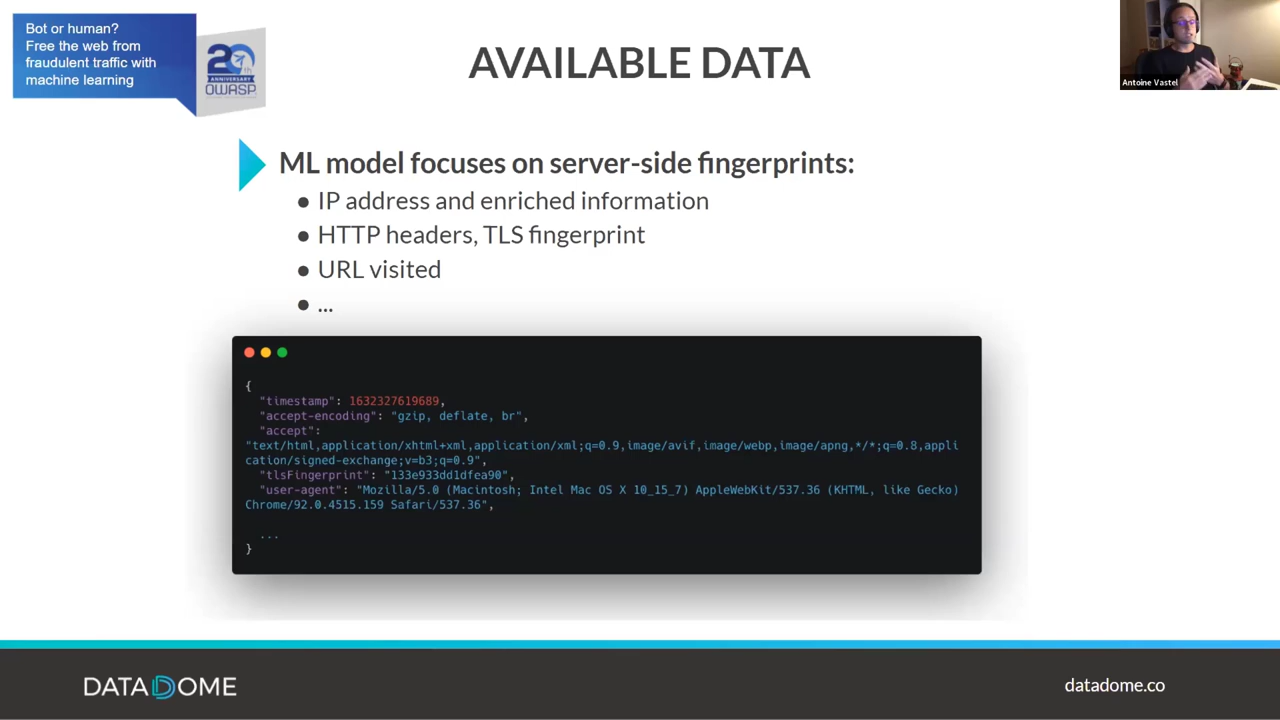 Bot or human?
Free the web from
fraudulent traffic with
machine learning
20th
ANNIVERSARY
OWASP
AVAILABLE DATA
Antoine Vastel
ML model focuses on server-side fingerprints:
● IP address and enriched information
● HTTP headers, TLS fingerprint
● URL visited
● ...
{
"timestamp": 1632327619689,
"accept-encoding": "gzip, deflate, br",
"accept":
"text/html,application/xhtml+xml,application/xml;q=0.9,image/avif,image/webp,image/apng,*/*;q=0.8,appli
cation/signed-exchange;v=b3;q=0.9",
"tlsFingerprint": "133e933dd1dfea90",
"user-agent": "Mozilla/5.0 (Macintosh; Intel Mac OS X 10_15_7) AppleWebKit/537.36 (KHTML, like Gecko)
Chrome/92.0.4515.159 Safari/537.36",
...
}
DATADOME
datadome.co